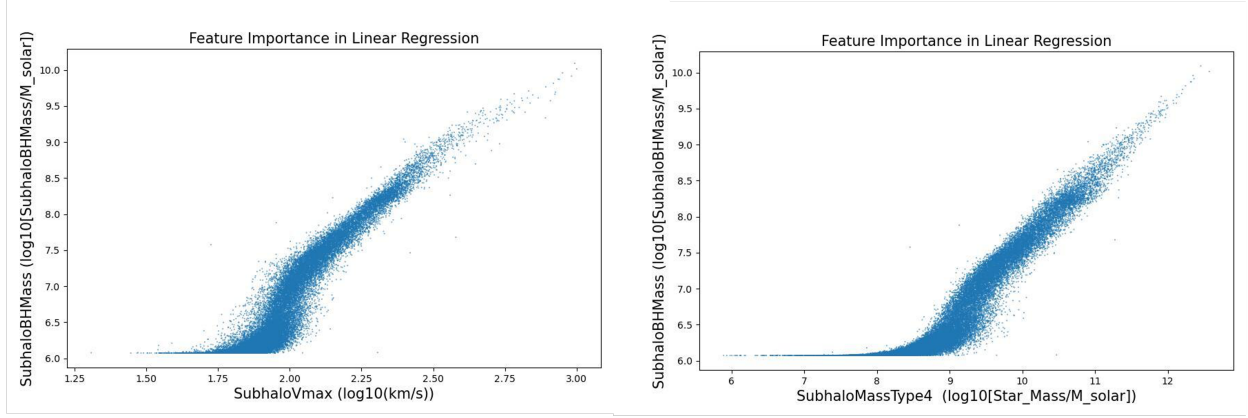 Feature Importance in Linear Regression
SubhaloBHMass (log10[SubhaloBHMass/M_solar])
10.0
9.5
9.0
8.5
8.0
7.5
7.0
6.5
6.0
1.25 1.50 1.75 2.00 2.25 2.50 2.75 3.00
SubhaloVmax (log10(km/s))
Feature Importance in Linear Regression
SubhaloBHMass (log10[SubhaloBHMass/M_solar])
10.0
9.5
9.0
8.5
8.0
7.5
7.0
6.5
6.0
6 7 8 9 10 11 12
SubhaloMassType4 (log10[Star_Mass/M_solar])